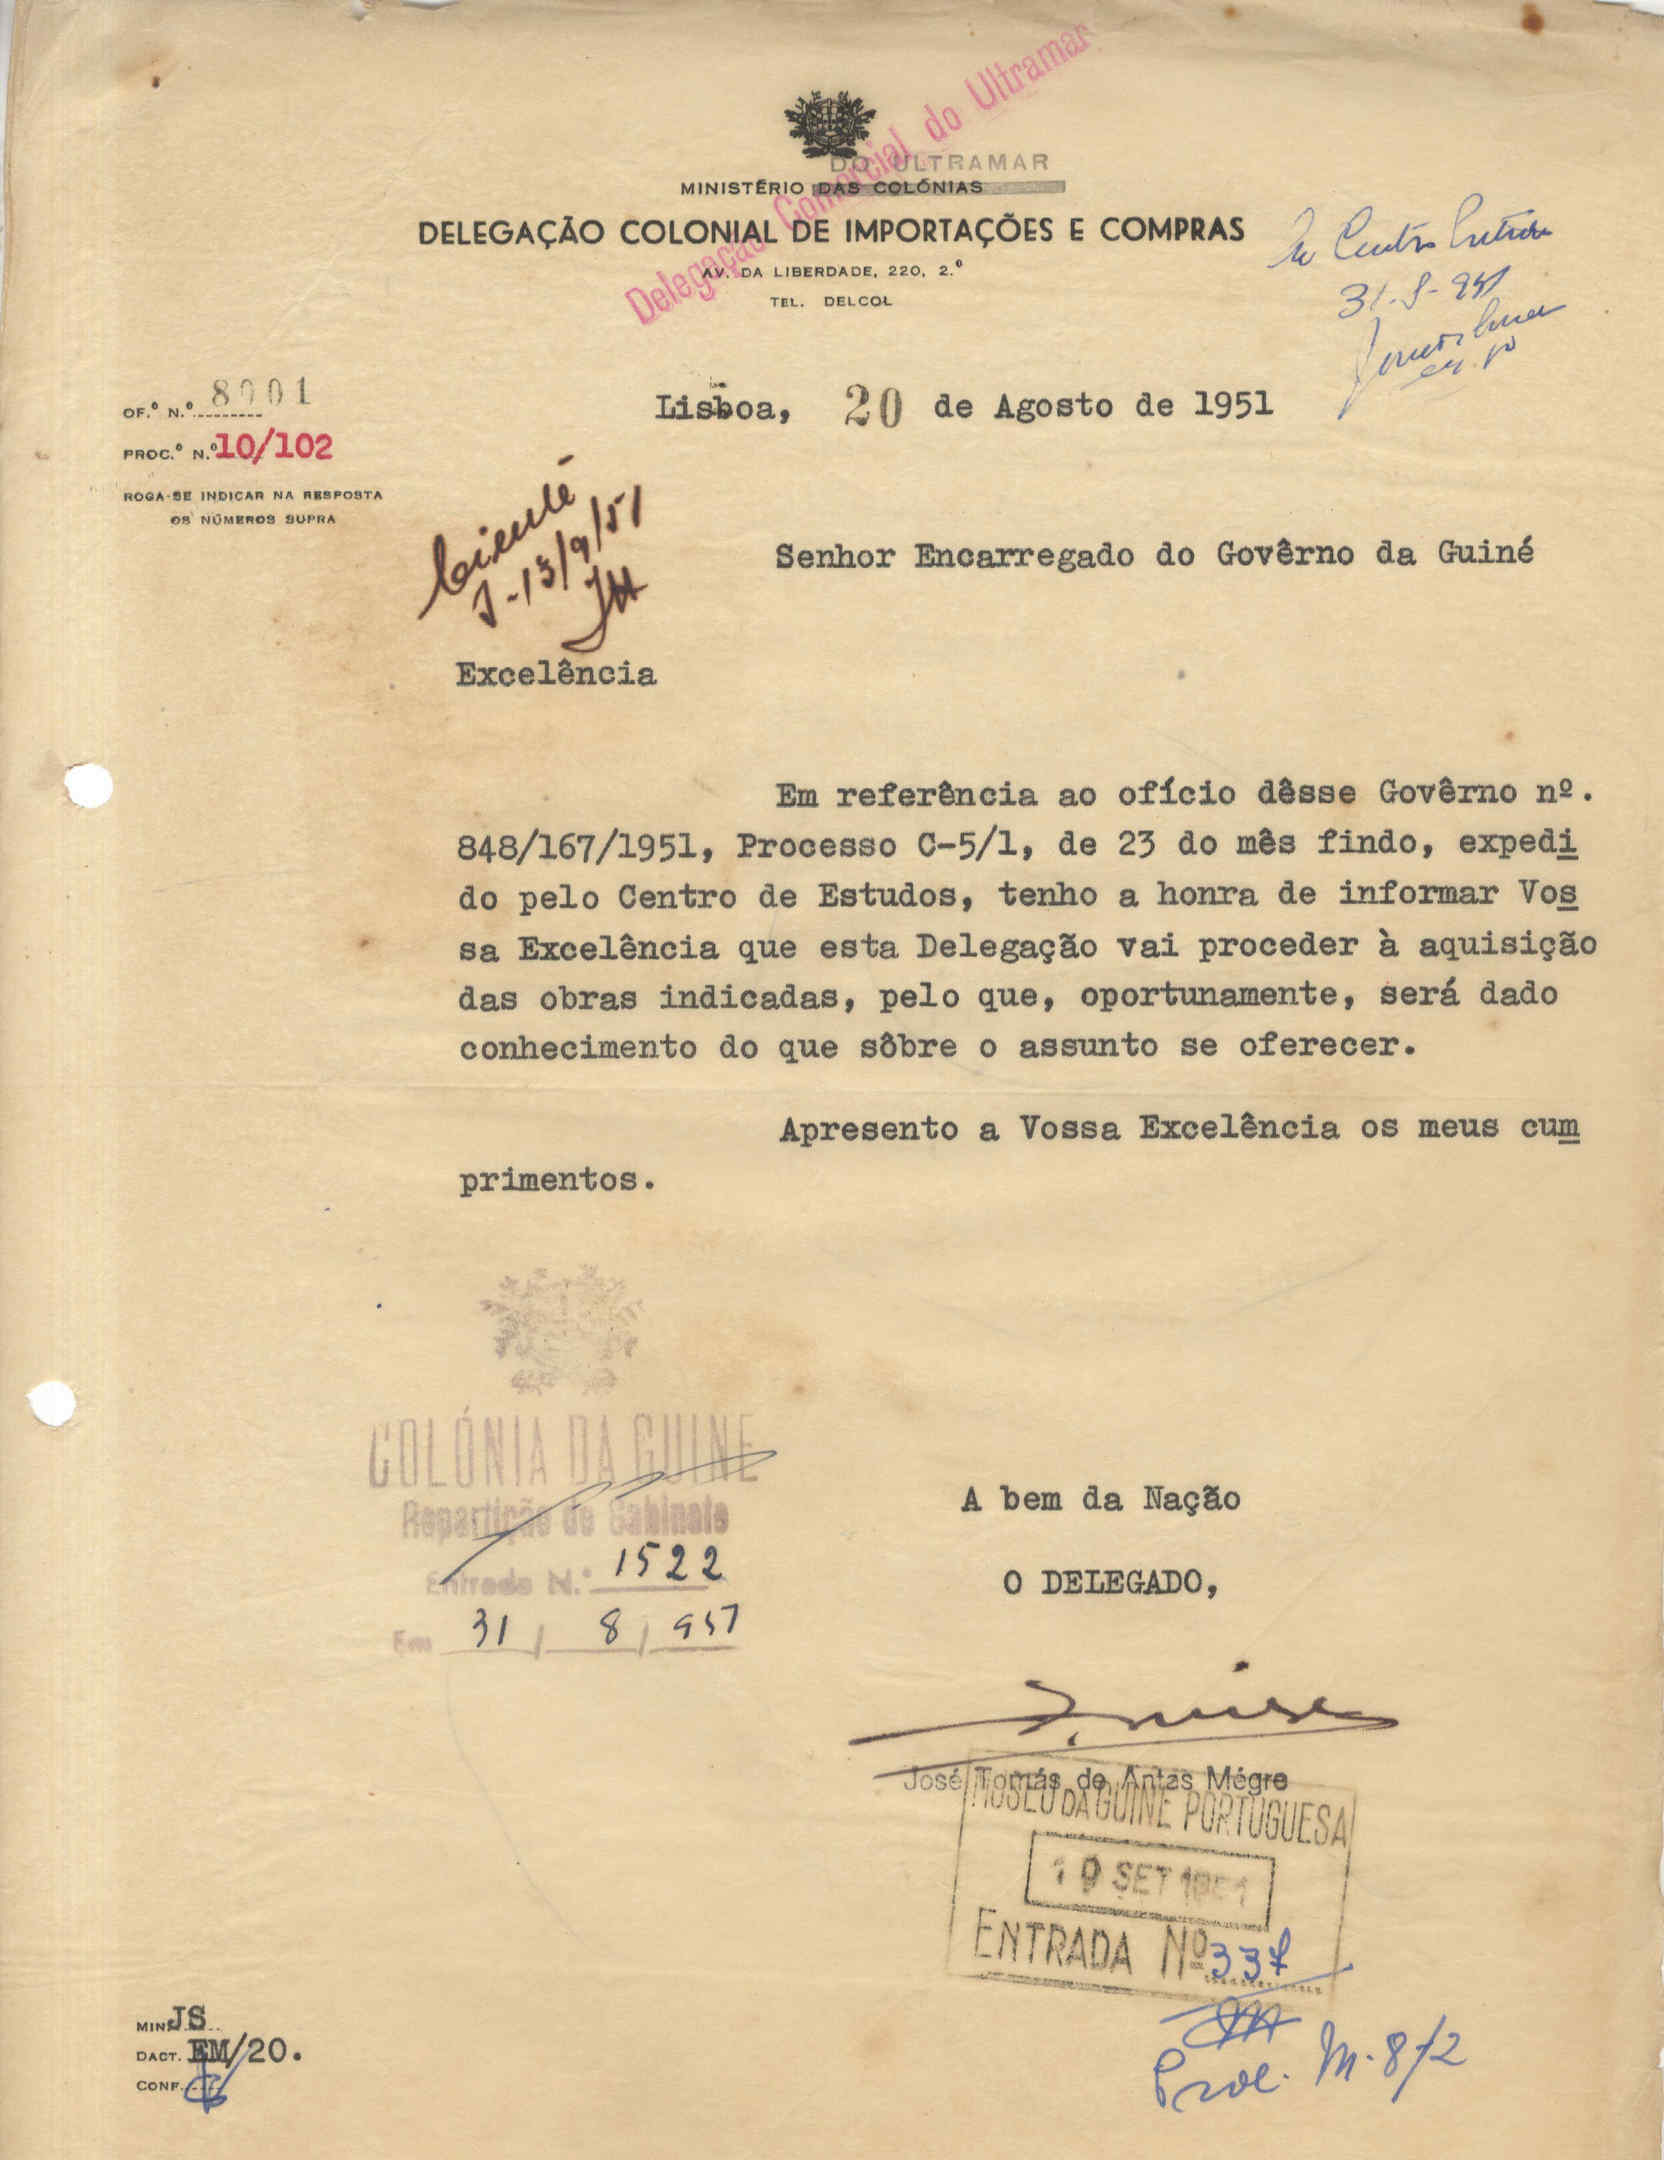 Delegação Comercial do Ultramar
DO ULTRAMAR
MINISTÉRIO DAS COLÓNIAS
DELEGAÇÃO COLONIAL DE IMPORTAÇÕES E COMPRAS
AV. DA LIBERDADE, 220, 2.º
TEL. DELCOL
Centro
31-8-951
OF.º N.º 8001
PROC.º N.º 10/102
ROGA-SE INDICAR NA RESPOSTA
OS NÚMEROS SUPRA
Lisboa, 20 de Agosto de 1951
Ciente
13/9/51
Senhor Encarregado do Govêrno da Guiné
Excelência
Em referência ao ofício dêsse Govêrno nº.
848/167/1951, Processo C-5/1, de 23 do mês findo, expedi
do pelo Centro de Estudos, tenho a honra de informar Vos
sa Excelência que esta Delegação vai proceder à aquisição
das obras indicadas, pelo que, oportunamente, será dado
conhecimento do que sôbre o assunto se oferecer.
Apresento a Vossa Excelência os meus cum
primentos.
COLÓNIA DA GUINÉ
Repartição de Gabinete
Entrada N.º 1522
Em 31 / 8 / 951
A bem da Nação
O DELEGADO,
José Tomás de Antas Mégre
MUSEU DA GUINÉ PORTUGUESA
19 SET 1951
ENTRADA Nº 337
Proc. M-8/2
MIN. JS
DACT. EM/20.
CONF.